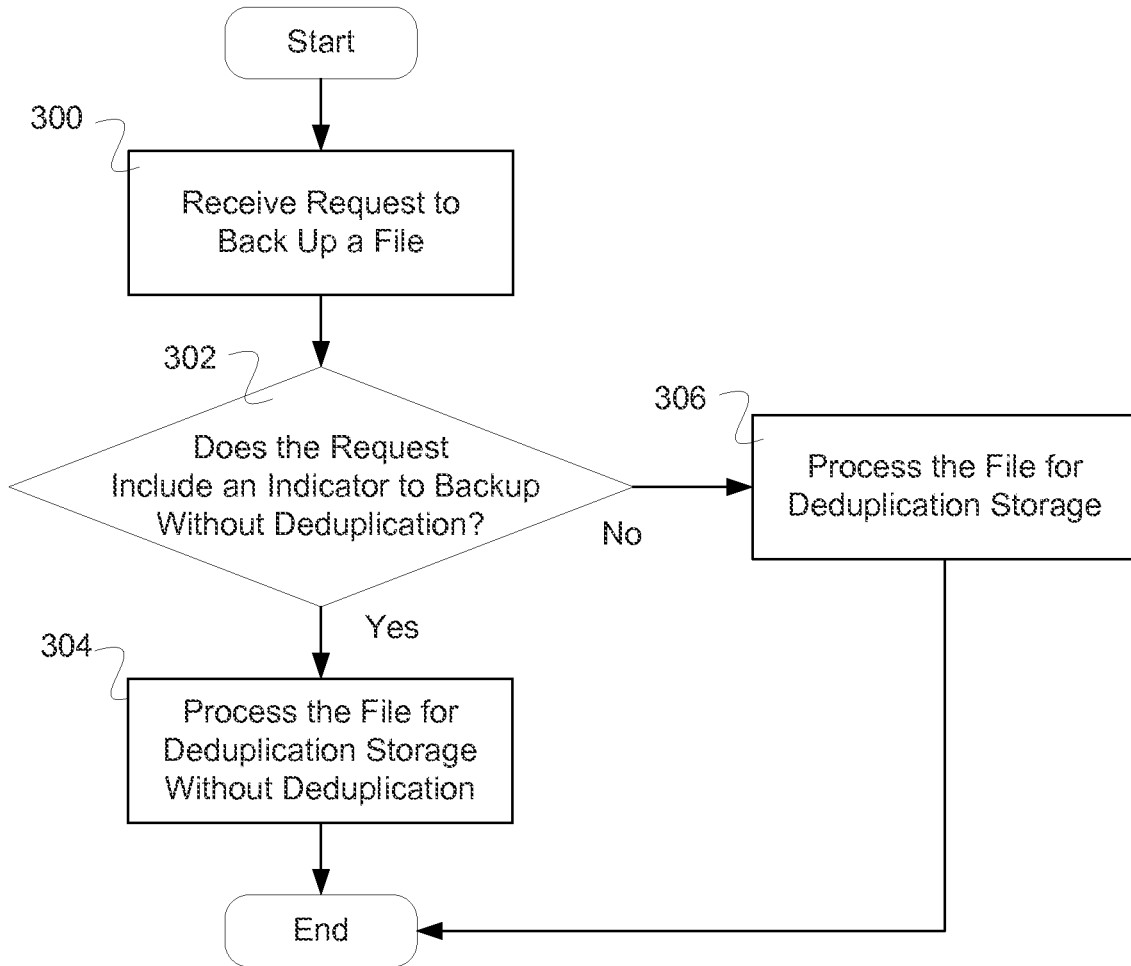 Start
300
Receive Request to
Back Up a File
302
Does the Request
Include an Indicator to Backup
Without Deduplication?
No
306
Process the File for
Deduplication Storage
Yes
304
Process the File for
Deduplication Storage
Without Deduplication
End